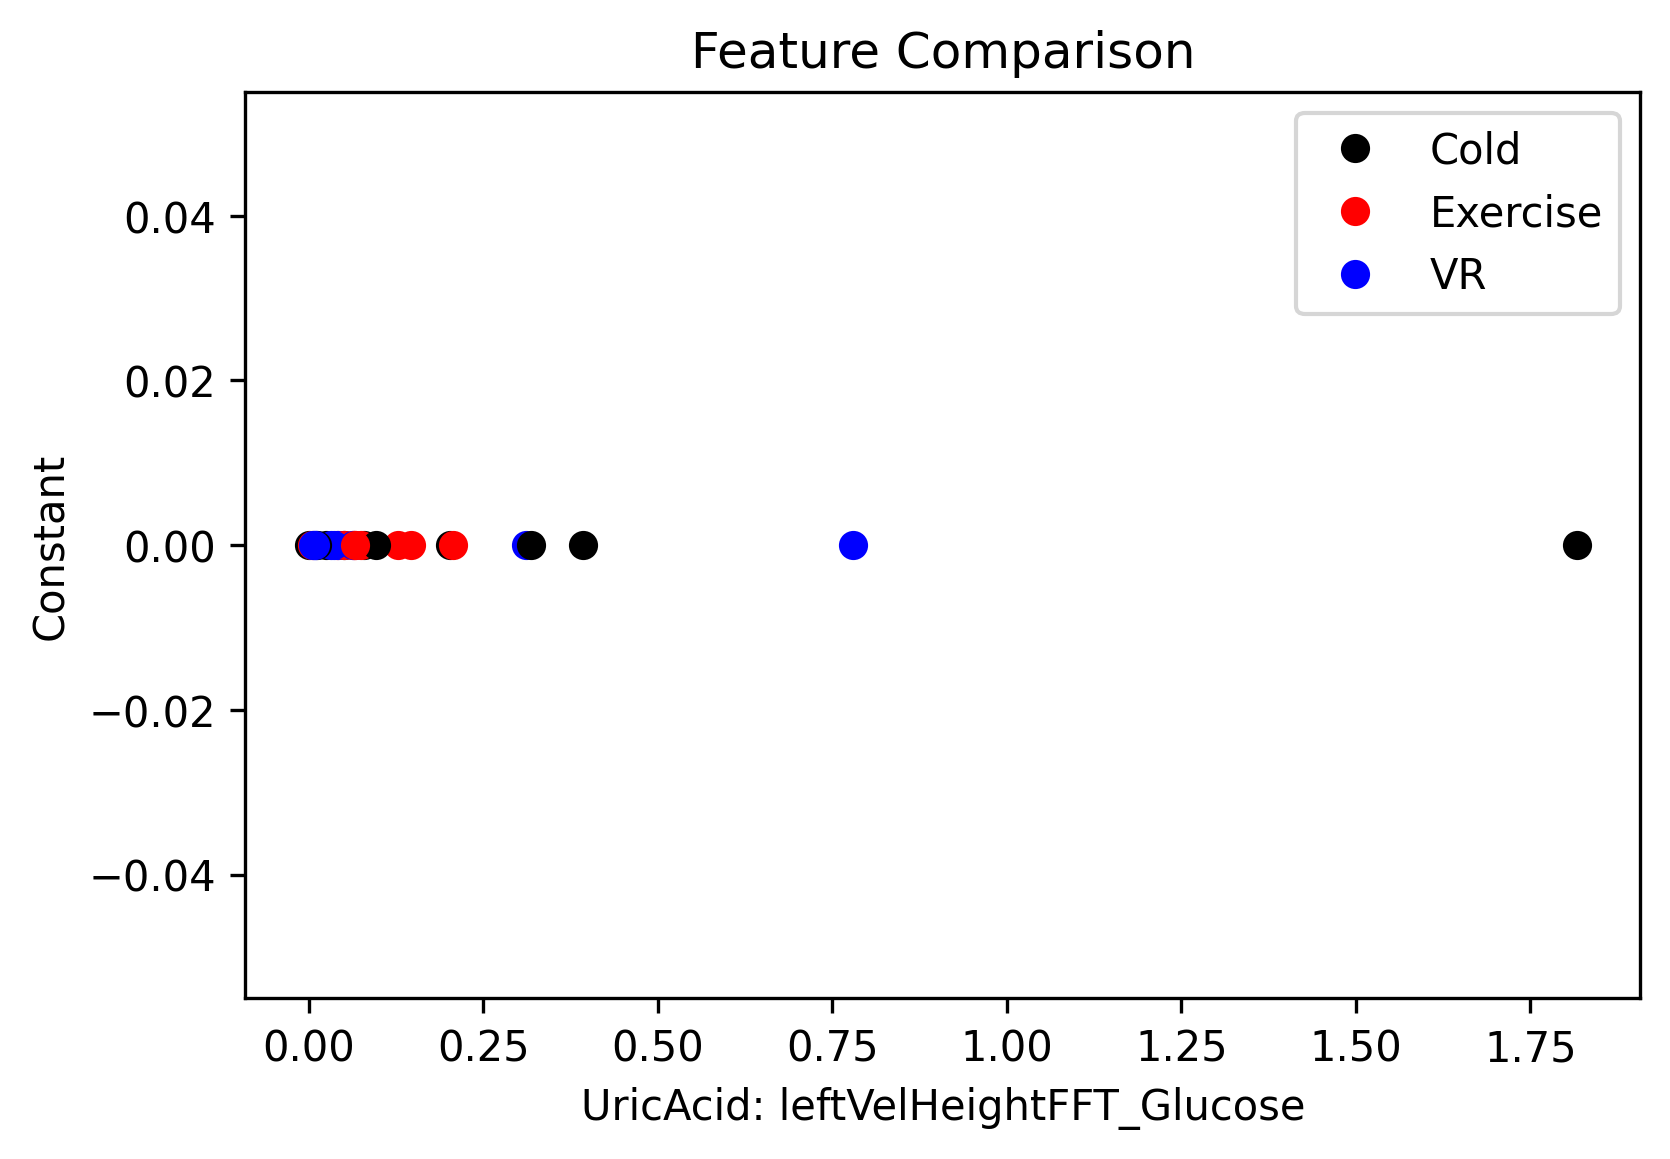 Feature Comparison
Cold
Exercise
VR
0.04
0.02
0.00
−0.02
−0.04
Constant
0.00 0.25 0.50 0.75 1.00 1.25 1.50 1.75
UricAcid: leftVelHeightFFT_Glucose